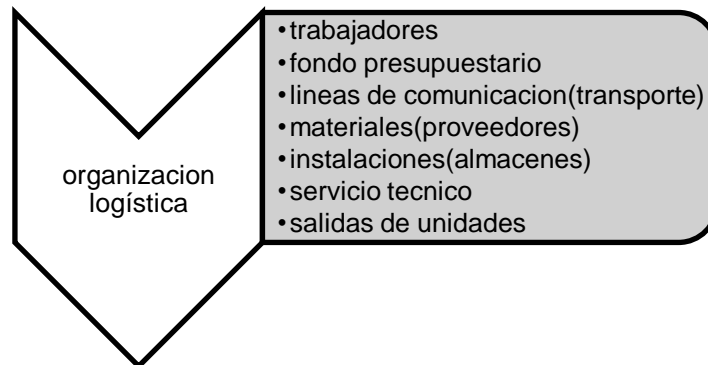 organizacion
logística
•trabajadores
•fondo presupuestario
•lineas de comunicacion(transporte)
•materiales(proveedores)
•instalaciones(almacenes)
•servicio tecnico
•salidas de unidades